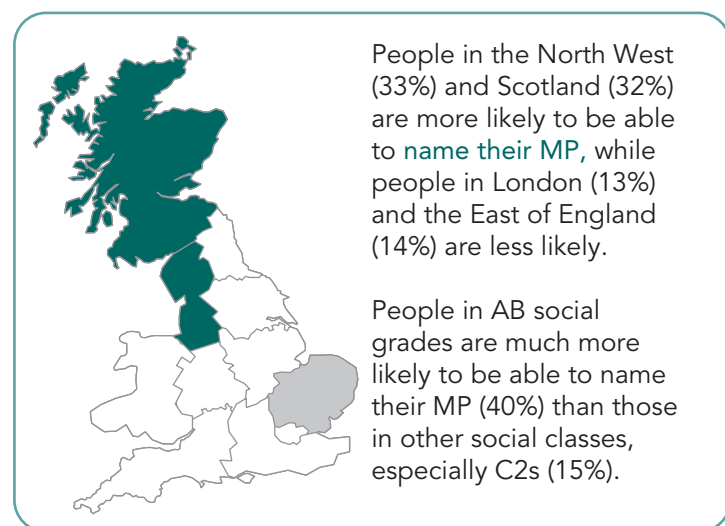 People in the North West
(33%) and Scotland (32%)
are more likely to be able
to name their MP, while
people in London (13%)
and the East of England
(14%) are less likely.
People in AB social
grades are much more
likely to be able to name
their MP (40%) than those
in other social classes,
especially C2s (15%).